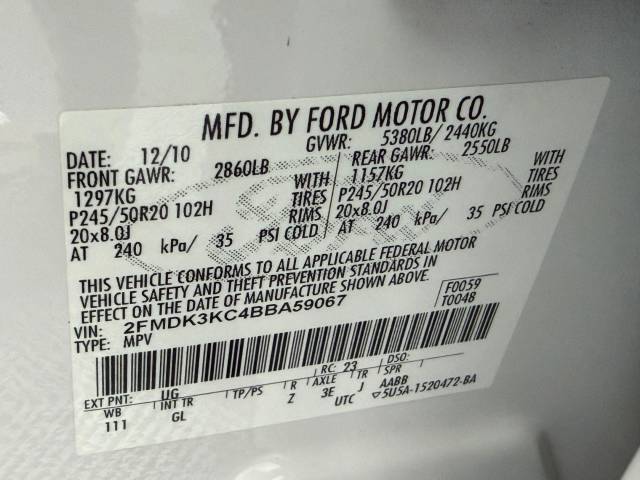 MFD. BY FORD MOTOR CO.
DATE: 12/10 GVWR: 5380LB/ 2440KG
FRONT GAWR: 2860LB REAR GAWR: 2550LB
1297KG WITH 1157KG WITH
P245/50R20 102H TIRES P245/50R20 102H TIRES
20x8.0J RIMS 20x8.0J RIMS
AT 240 kPa/ 35 PSI COLD AT 240 kPa/ 35 PSI COLD
THIS VEHICLE CONFORMS TO ALL APPLICABLE FEDERAL MOTOR
VEHICLE SAFETY AND THEFT PREVENTION STANDARDS IN
EFFECT ON THE DATE OF MANUFACTURE SHOWN ABOVE.
F0059
T0048
VIN: 2FMDK3KC4BBA59067
TYPE: MPV
RC: 23 DSO:
EXT PNT: UG
WB INT TR TP/PS R AXLE TR SPR
111 GL Z 3E J AABB
UTC ▽5U5A-1520472-BA